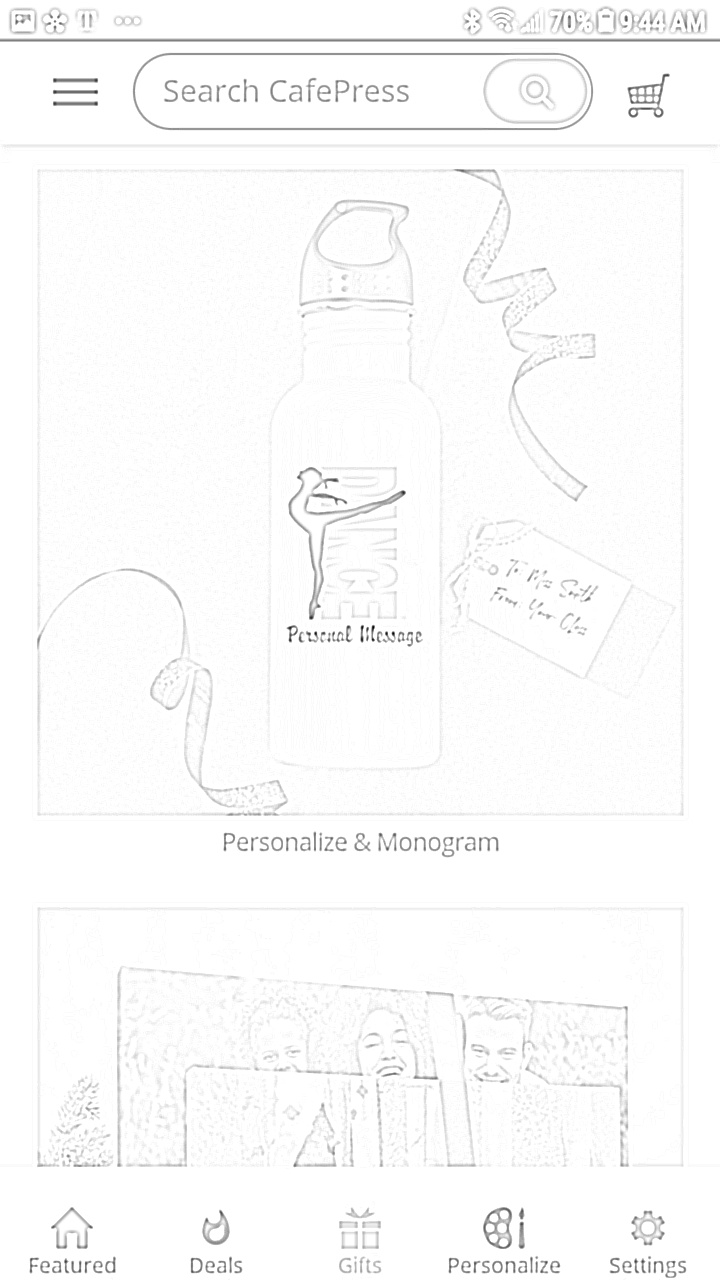 70% 9:44 AM
Search CafePress
DANCE
Personal Message
To: Miss Smith
From: Your Class
Personalize & Monogram
Featured Deals Gifts Personalize Settings